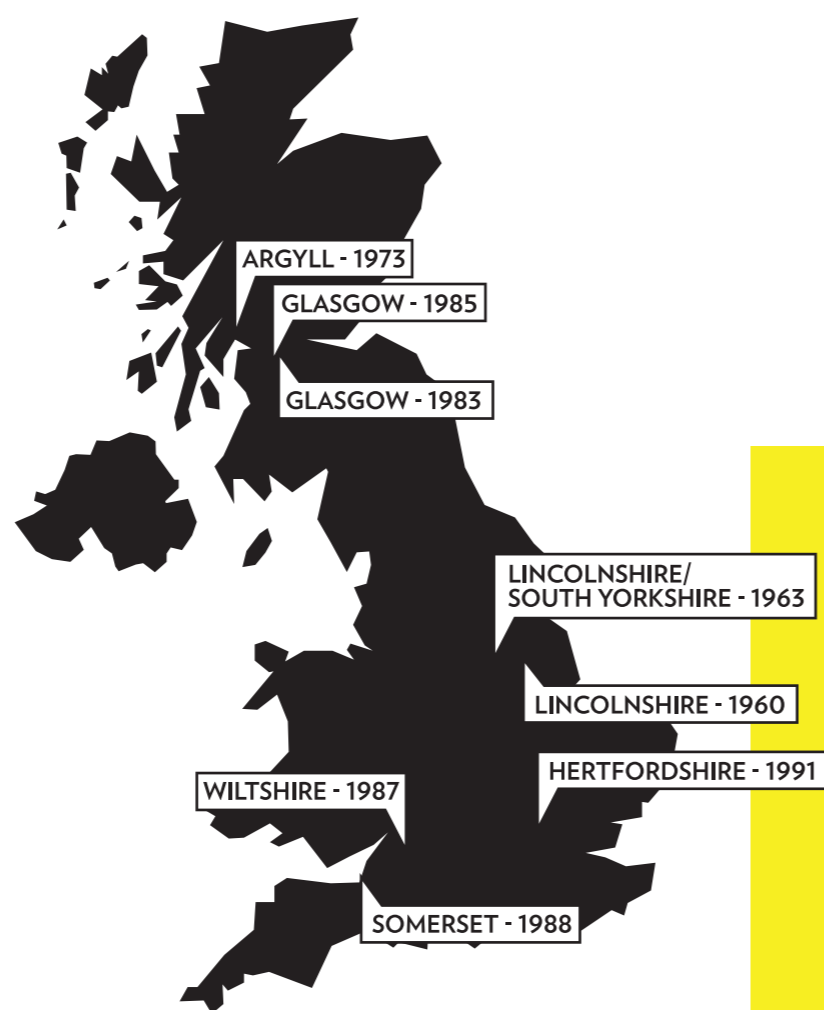 ARGYLL - 1973
GLASGOW - 1985
GLASGOW - 1983
LINCOLNSHIRE/
SOUTH YORKSHIRE - 1963
LINCOLNSHIRE - 1960
HERTFORDSHIRE - 1991
WILTSHIRE - 1987
SOMERSET - 1988